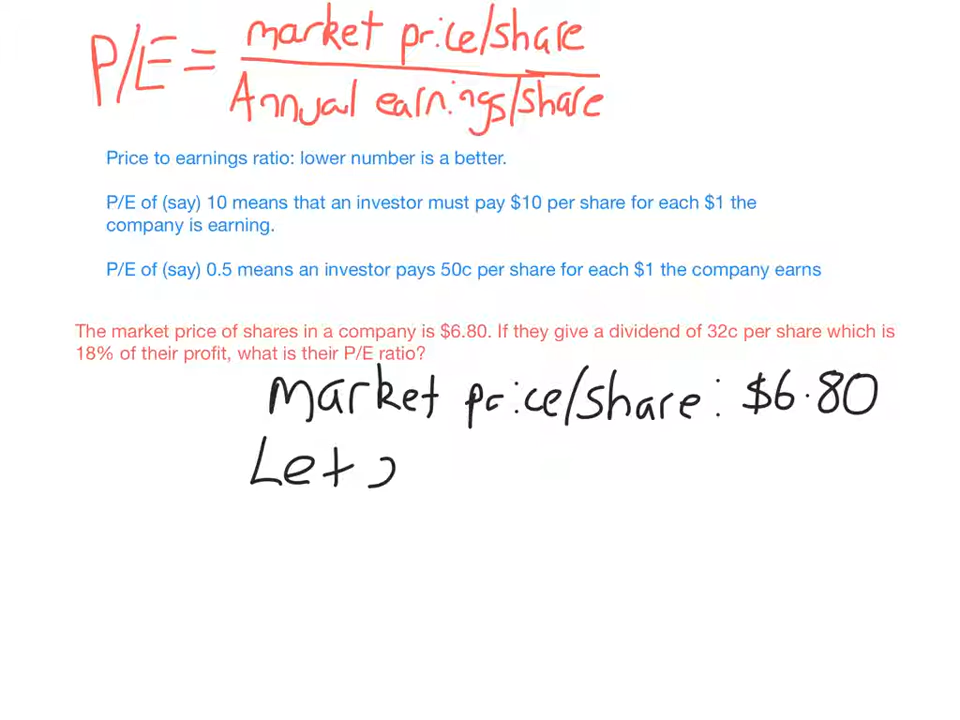 P/E = market price/share
Annual earnings/share
Price to earnings ratio: lower number is a better.
P/E of (say) 10 means that an investor must pay $10 per share for each $1 the
company is earning.
P/E of (say) 0.5 means an investor pays 50c per share for each $1 the company earns
The market price of shares in a company is $6.80. If they give a dividend of 32c per share which is
18% of their profit, what is their P/E ratio?
market price/share: $6.80
Let